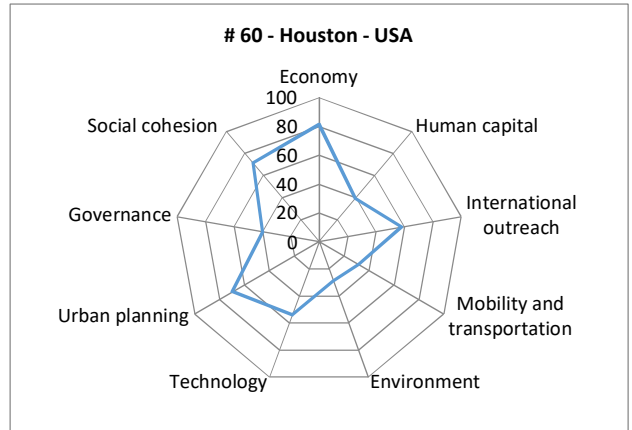 # 60 - Houston - USA
Economy
100
80
60
40
20
0
Human capital
International
outreach
Mobility and
transportation
Environment
Technology
Urban planning
Governance
Social cohesion